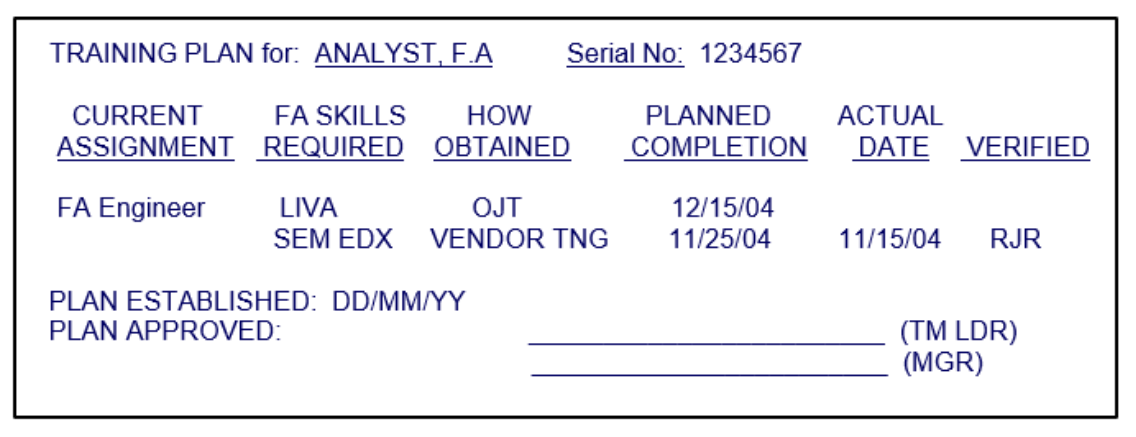 TRAINING PLAN for: ANALYST, F.A Serial No: 1234567
CURRENT FA SKILLS HOW PLANNED ACTUAL
ASSIGNMENT REQUIRED OBTAINED COMPLETION DATE VERIFIED
FA Engineer LIVA OJT 12/15/04
SEM EDX VENDOR TNG 11/25/04 11/15/04 RJR
PLAN ESTABLISHED: DD/MM/YY
PLAN APPROVED: (TM LDR)
(MGR)